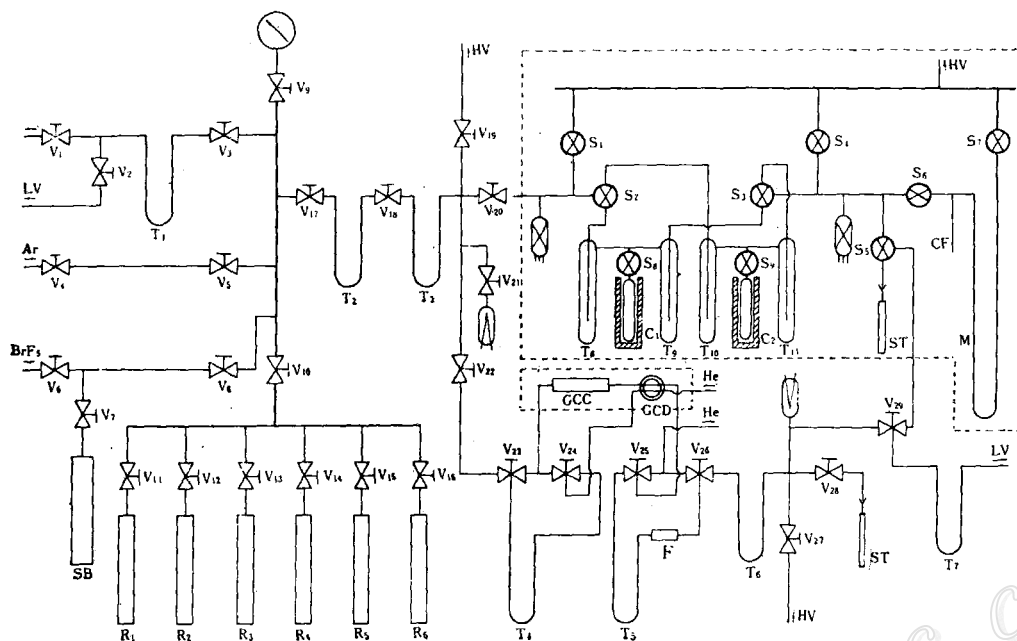 HV
HV
V9
S1
S4
S7
V1
V3
V19
V2
S6
LV
S2
S3
V17
V18
V20
T1
S5
CF
Ar
V4
V5
V21
S8
S9
T2
T2
BrF5
C1
C2
ST
M
V6
V8
V10
T8
T9
T10
T11
V22
He
V7
GCC
GCD
He
V29
V23
V24
V25
V26
LV
V11
V12
V13
V14
V15
V16
V28
V27
F
SB
T6
ST
T7
R1
R2
R3
R4
R5
R6
T4
T5
HV